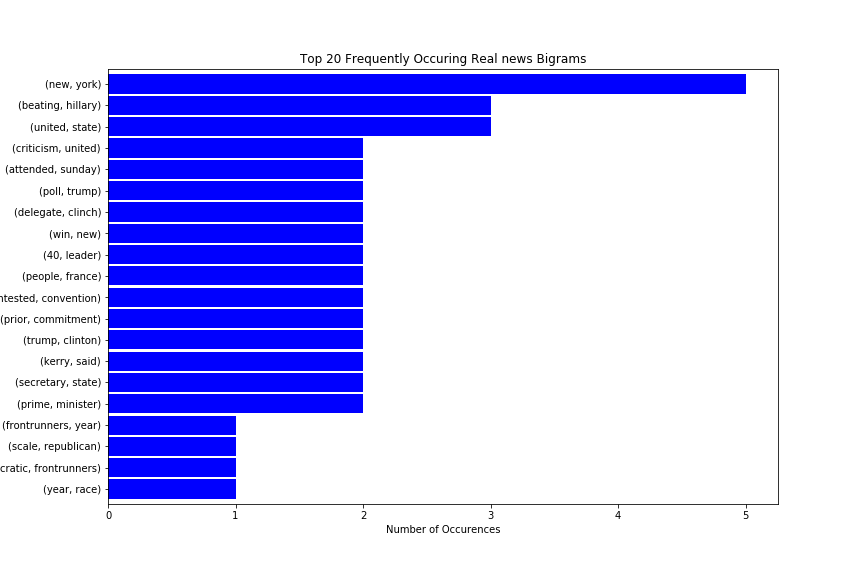 Top 20 Frequently Occuring Real news Bigrams
(new, york)
(beating, hillary)
(united, state)
(criticism, united)
(attended, sunday)
(poll, trump)
(delegate, clinch)
(win, new)
(40, leader)
(people, france)
ntested, convention)
(prior, commitment)
(trump, clinton)
(kerry, said)
(secretary, state)
(prime, minister)
(frontrunners, year)
(scale, republican)
cratic, frontrunners)
(year, race)
0 1 2 3 4 5
Number of Occurences